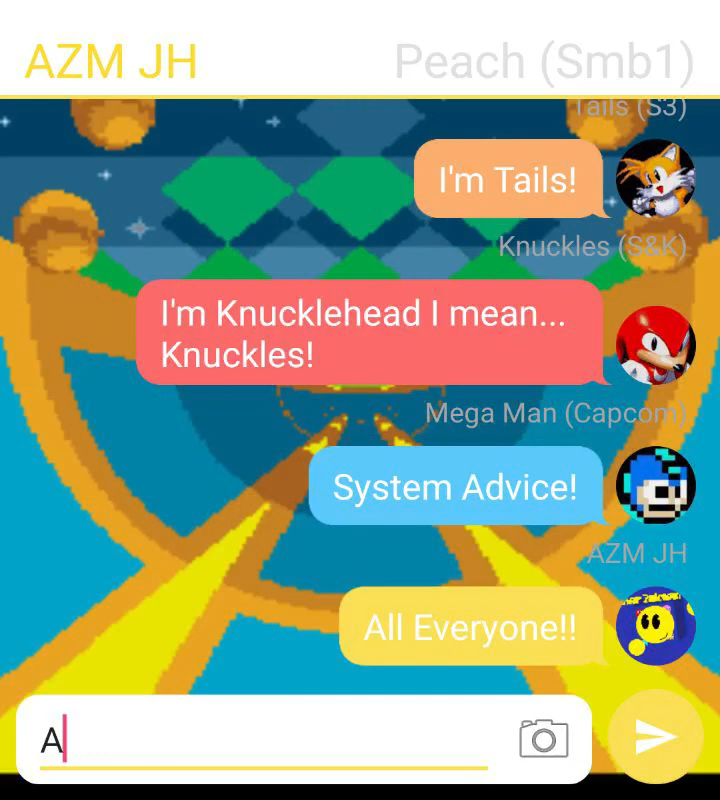 AZM JH
Peach (Smb1)
Tails (S3)
I'm Tails!
Knuckles (S&K)
I'm Knucklehead I mean...
Knuckles!
Mega Man (Capcom)
System Advice!
AZM JH
All Everyone!!
A